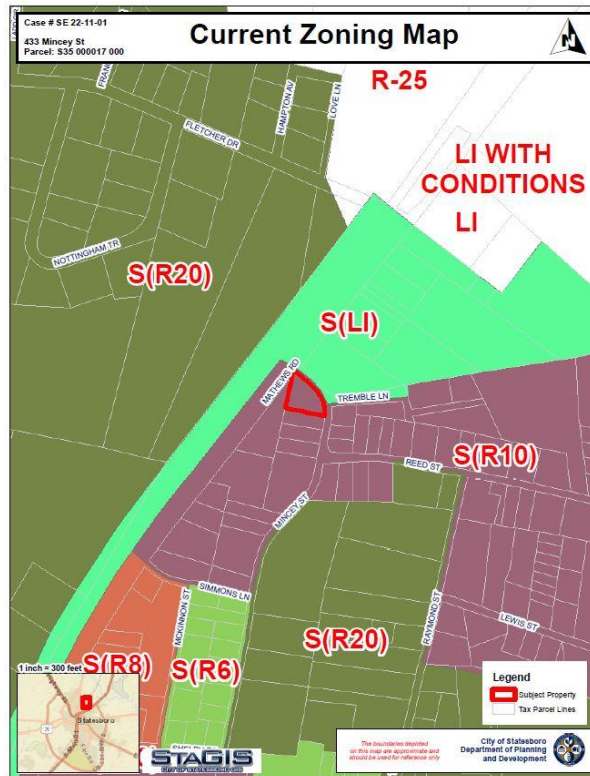 Case # SE 22-11-01
433 Mincey St
Parcel: S35 000017 000
Current Zoning Map
N
R-25
HAMPTON AV
LOVE LN
FLETCHER DR
LI WITH
CONDITIONS
LI
NOTTINGHAM TR
S(R20)
S(LI)
MATHEWS RD
TREMBLE LN
S(R10)
REED ST
MINCEY ST
SIMMONS LN
MCKINNON ST
RAYMOND ST
LEWIS ST
S(R20)
S(R8)
S(R6)
1 inch = 300 feet
Statesboro
Legend
Subject Property
Tax Parcel Lines
STAGIS
The boundaries depicted
on this map are approximate and
should be used for reference only
City of Statesboro
Department of Planning
and Development